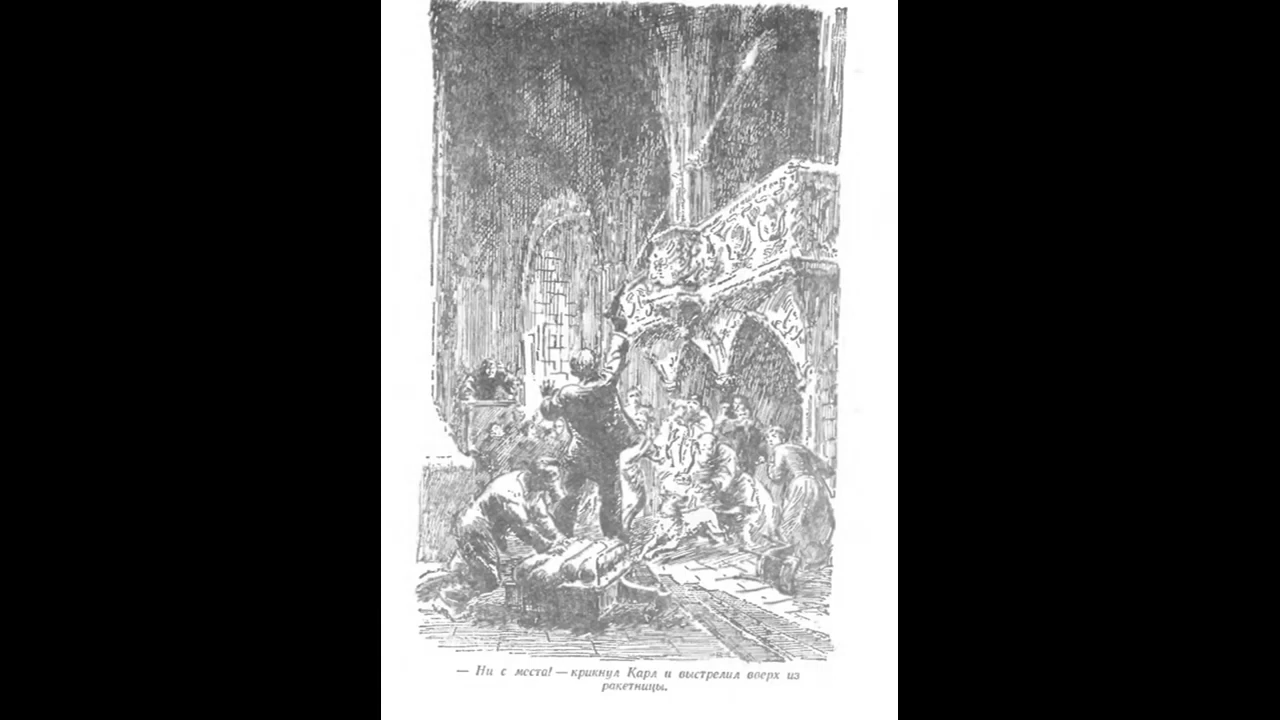 — Ни с места! — крикнул Карл и выстрелил вверх из
ракетницы.